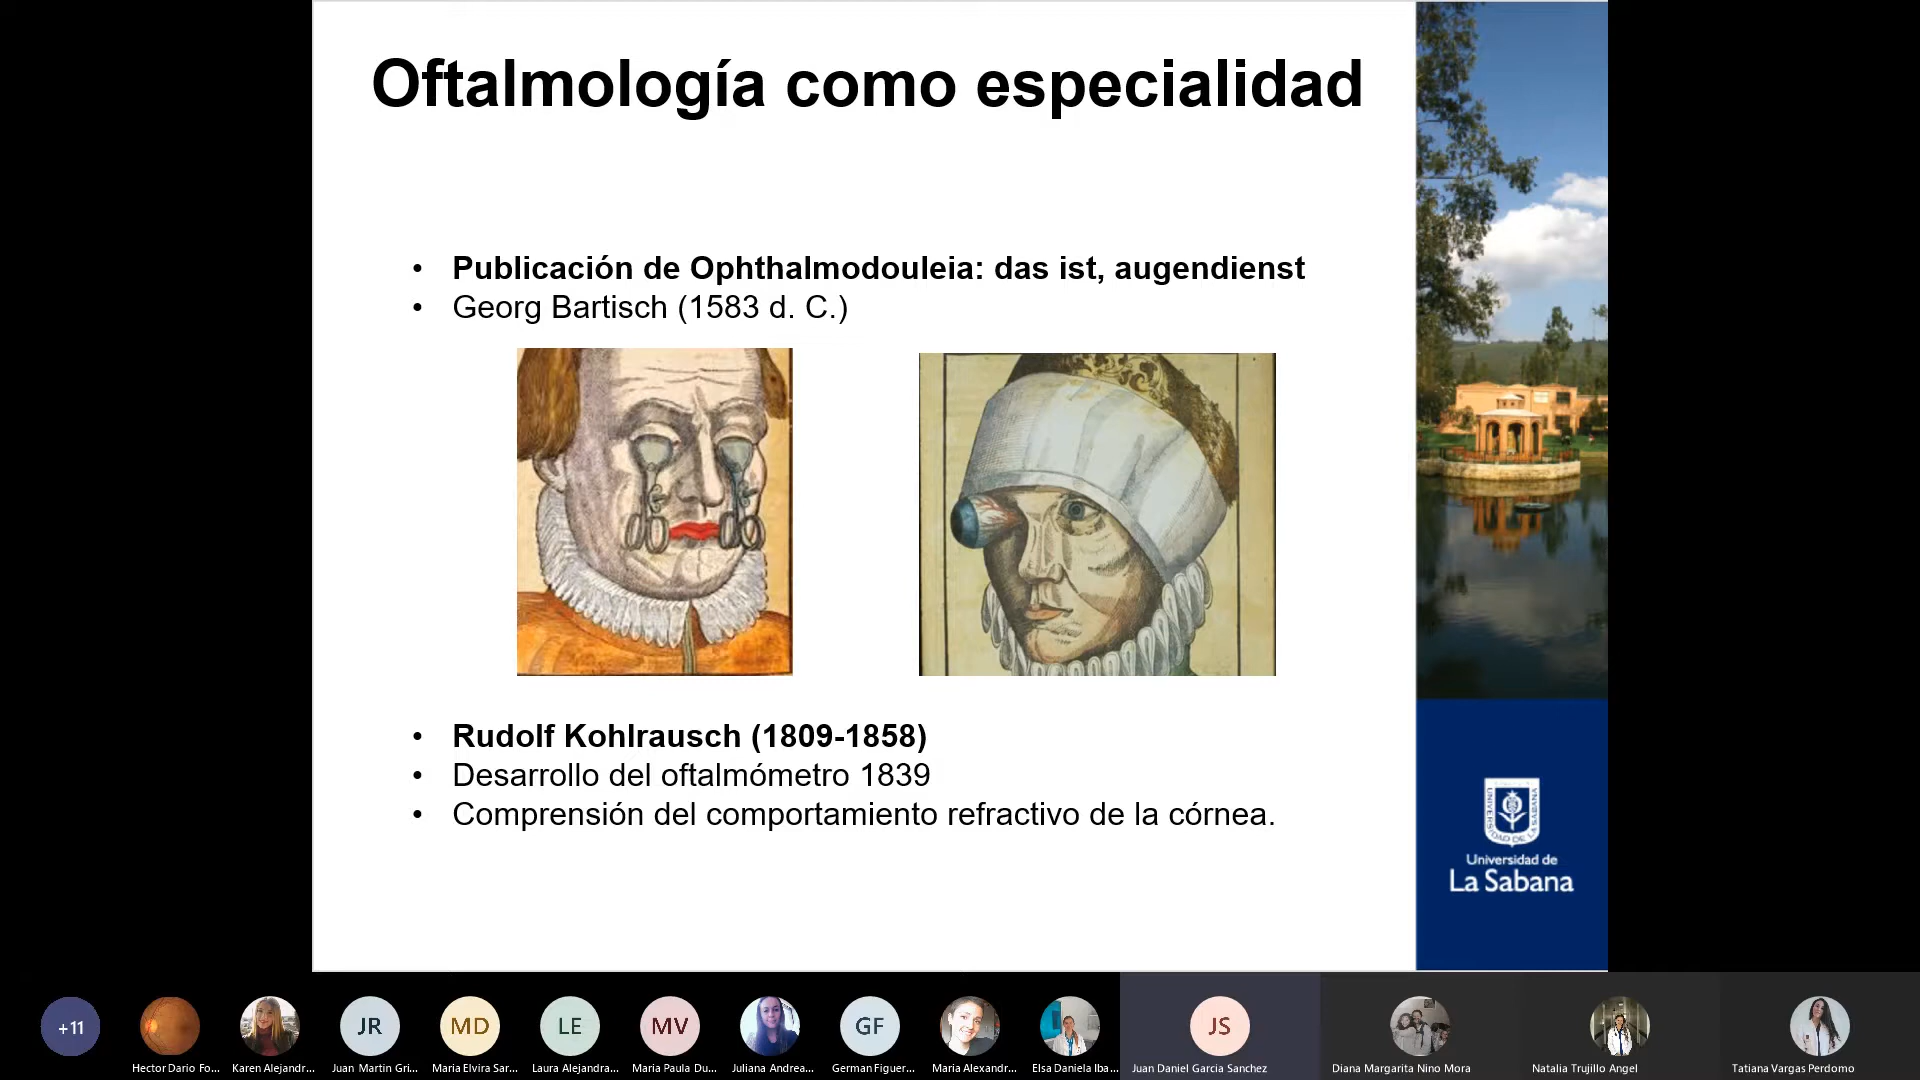 Oftalmología como especialidad
• Publicación de Ophthalmodouleia: das ist, augendienst
• Georg Bartisch (1583 d. C.)
• Rudolf Kohlrausch (1809-1858)
• Desarrollo del oftalmómetro 1839
• Comprensión del comportamiento refractivo de la córnea.
UNIVERSIDAD DE LA SABANA
Universidad de
La Sabana
+11
JR
MD
LE
MV
GF
JS
Hector Dario Fo...
Karen Alejandr...
Juan Martin Gri...
Maria Elvira Sar...
Laura Alejandra...
Maria Paula Du...
Juliana Andrea...
German Figuer...
Maria Alexandr...
Elsa Daniela Iba...
Juan Daniel Garcia Sanchez
Diana Margarita Nino Mora
Natalia Trujillo Angel
Tatiana Vargas Perdomo